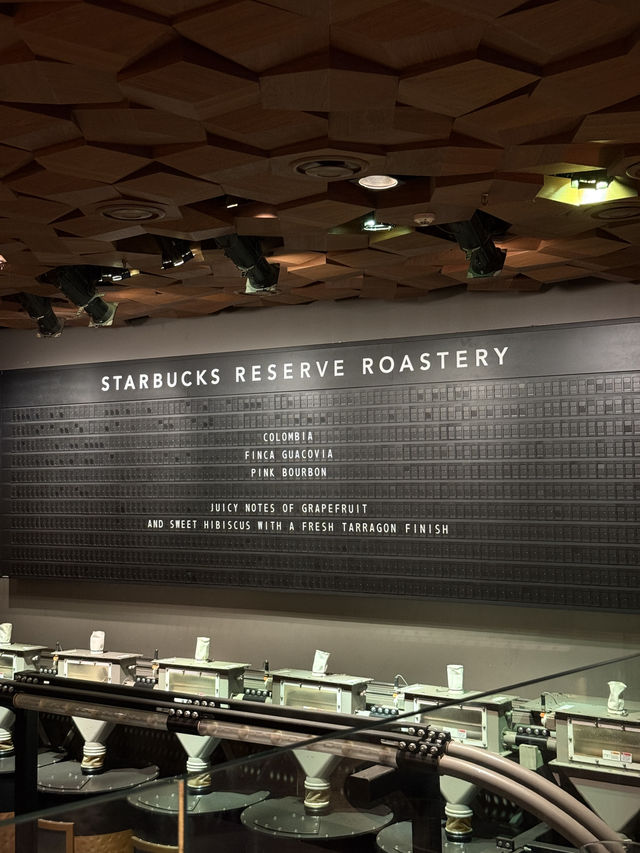 STARBUCKS RESERVE ROASTERY
COLOMBIA
FINCA GUACOVIA
PINK BOURBON
JUICY NOTES OF GRAPEFRUIT
AND SWEET HIBISCUS WITH A FRESH TARRAGON FINISH